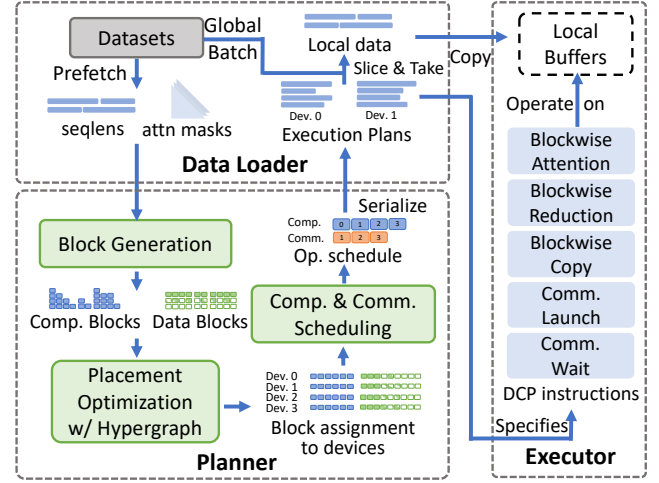 Datasets
Global
Batch
Prefetch
seqlens
attn masks
Local data
Slice & Take
Dev. 0
Dev. 1
Execution Plans
Data Loader
Copy
Local
Buffers
Operate on
Blockwise
Attention
Blockwise
Reduction
Blockwise
Copy
Comm.
Launch
Comm.
Wait
DCP instructions
Specifies
Executor
Block Generation
Comp. Blocks
Data Blocks
Placement
Optimization
w/ Hypergraph
Dev. 0
Dev. 1
Dev. 2
Dev. 3
Block assignment
to devices
Comp. & Comm.
Scheduling
Serialize
Comp. 0 1 2 3
Comm. 1 2 3
Op. schedule
Planner